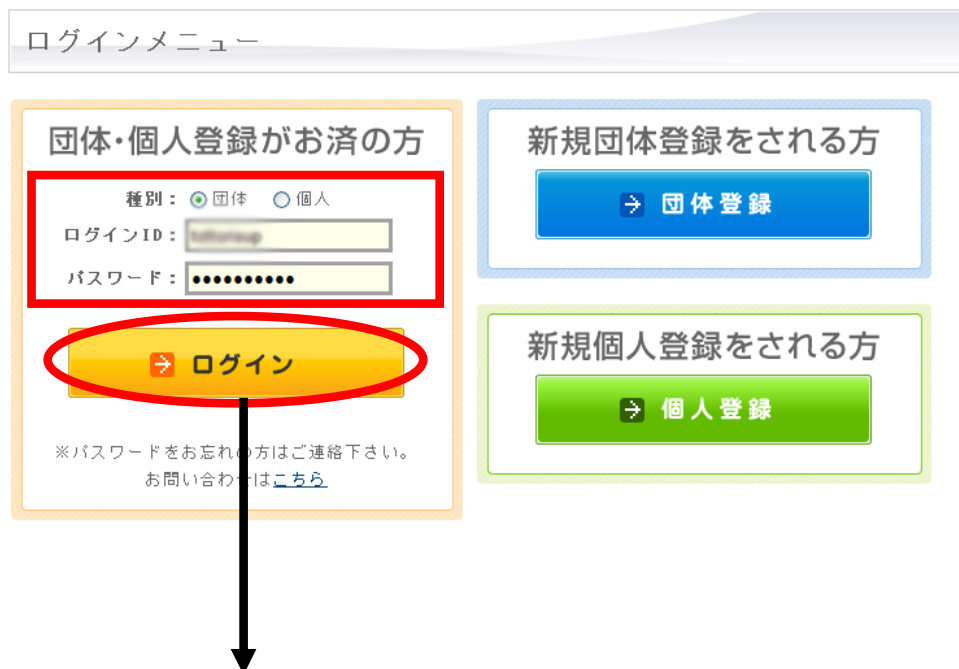 ログインメニュー
団体・個人登録がお済の方
種別： 団体 個人
ログインID：
パスワード： ●●●●●●●●●●
ログイン
※パスワードをお忘れの方はご連絡下さい。
お問い合わせはこちら
新規団体登録をされる方
団体登録
新規個人登録をされる方
個人登録